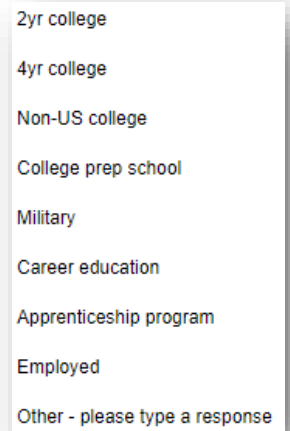 2yr college
4yr college
Non-US college
College prep school
Military
Career education
Apprenticeship program
Employed
Other - please type a response